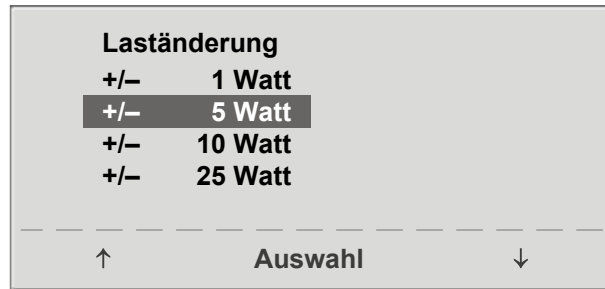 Laständerung
+/– 1 Watt
+/– 5 Watt
+/– 10 Watt
+/– 25 Watt
↑ Auswahl ↓